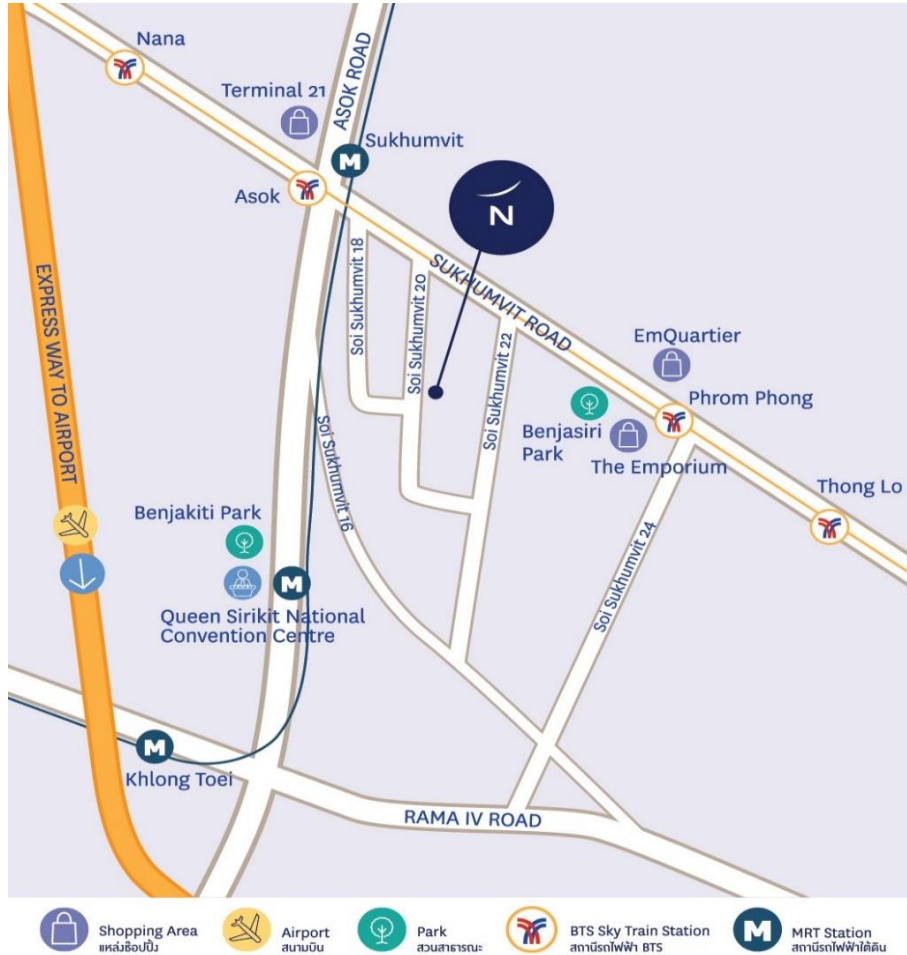 Nana
Terminal 21
ASOK ROAD
Sukhumvit
Asok
N
EXPRESS WAY TO AIRPORT
Soi Sukhumvit 18
Soi Sukhumvit 20
SUKHUMVIT ROAD
Soi Sukhumvit 22
EmQuartier
Phrom Phong
Benjasiri
Park
The Emporium
Thong Lo
Soi Sukhumvit 16
Soi Sukhumvit 24
Benjakiti Park
M
M
Queen Sirikit National
Convention Centre
M
Khlong Toei
RAMA IV ROAD
Shopping Area
แหล่งช้อปปิ้ง
Airport
สนามบิน
Park
สวนสาธารณะ
BTS Sky Train Station
สถานีรถไฟฟ้า BTS
M
MRT Station
สถานีรถไฟฟ้าใต้ดิน